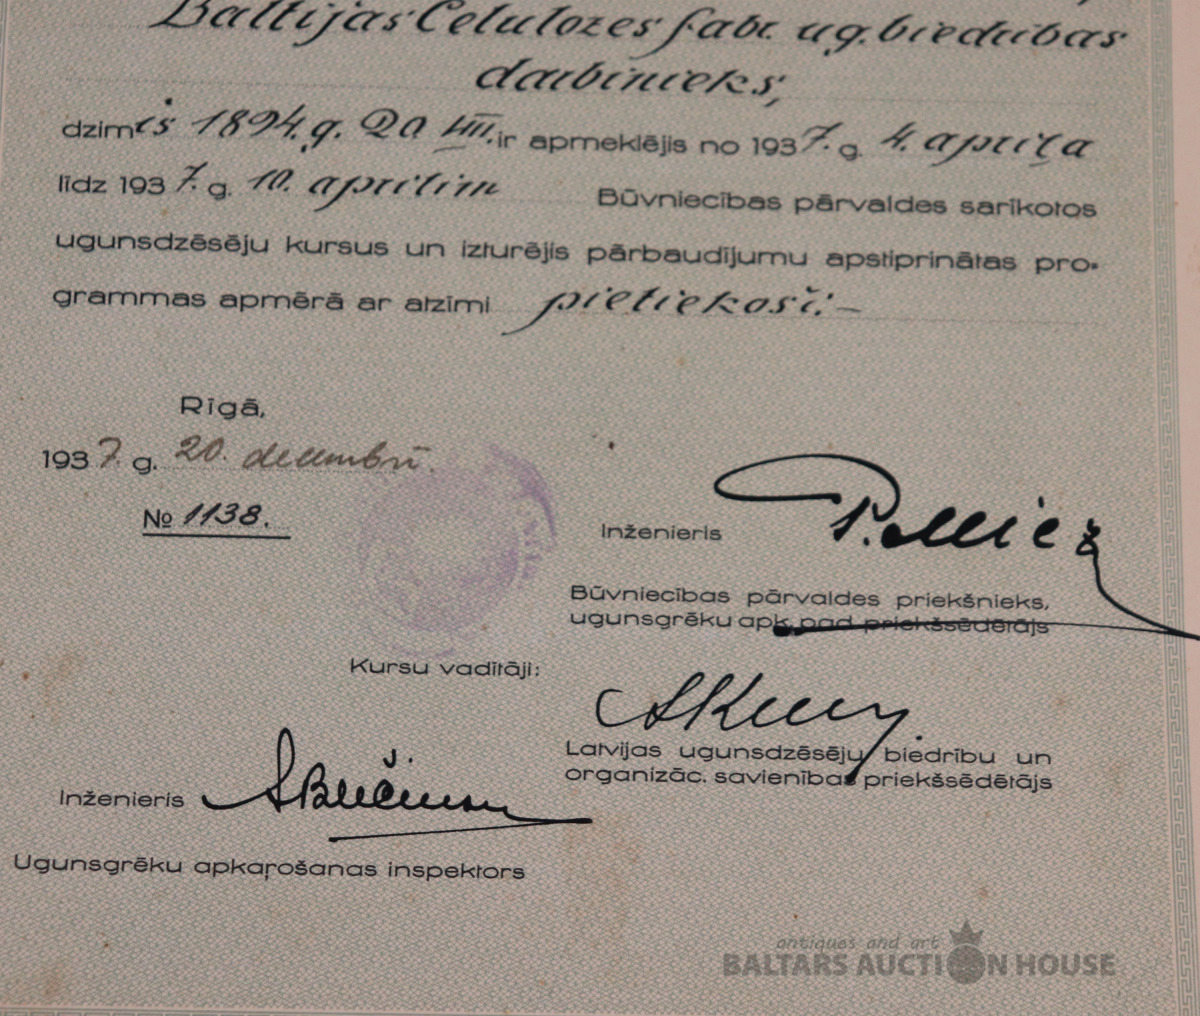 Baltijas Celulozes fabr. ug. biedrības
darbinieks,
dzimis 1894. g. 20 VIII. ir apmeklējis no 1937. g. 4. apriļa
līdz 1937. g. 10. aprilim Būvniecības pārvaldes sarīkotos
ugunsdzēsēju kursus un izturējis pārbaudījumu apstiprinātas pro-
grammas apmērā ar atzīmi pietiekoši. –
Rīgā,
1937. g. 20. decembrī.
№ 1138.
Inženieris
Būvniecības pārvaldes priekšnieks,
ugunsgrēku apk. pad. priekšsēdētājs
Kursu vadītāji:
Latvijas ugunsdzēsēju biedrību un
organizāc. savienības priekšsēdētājs
Inženieris
Ugunsgrēku apkaŗošanas inspektors
antiques and art
BALTARS AUCTION HOUSE